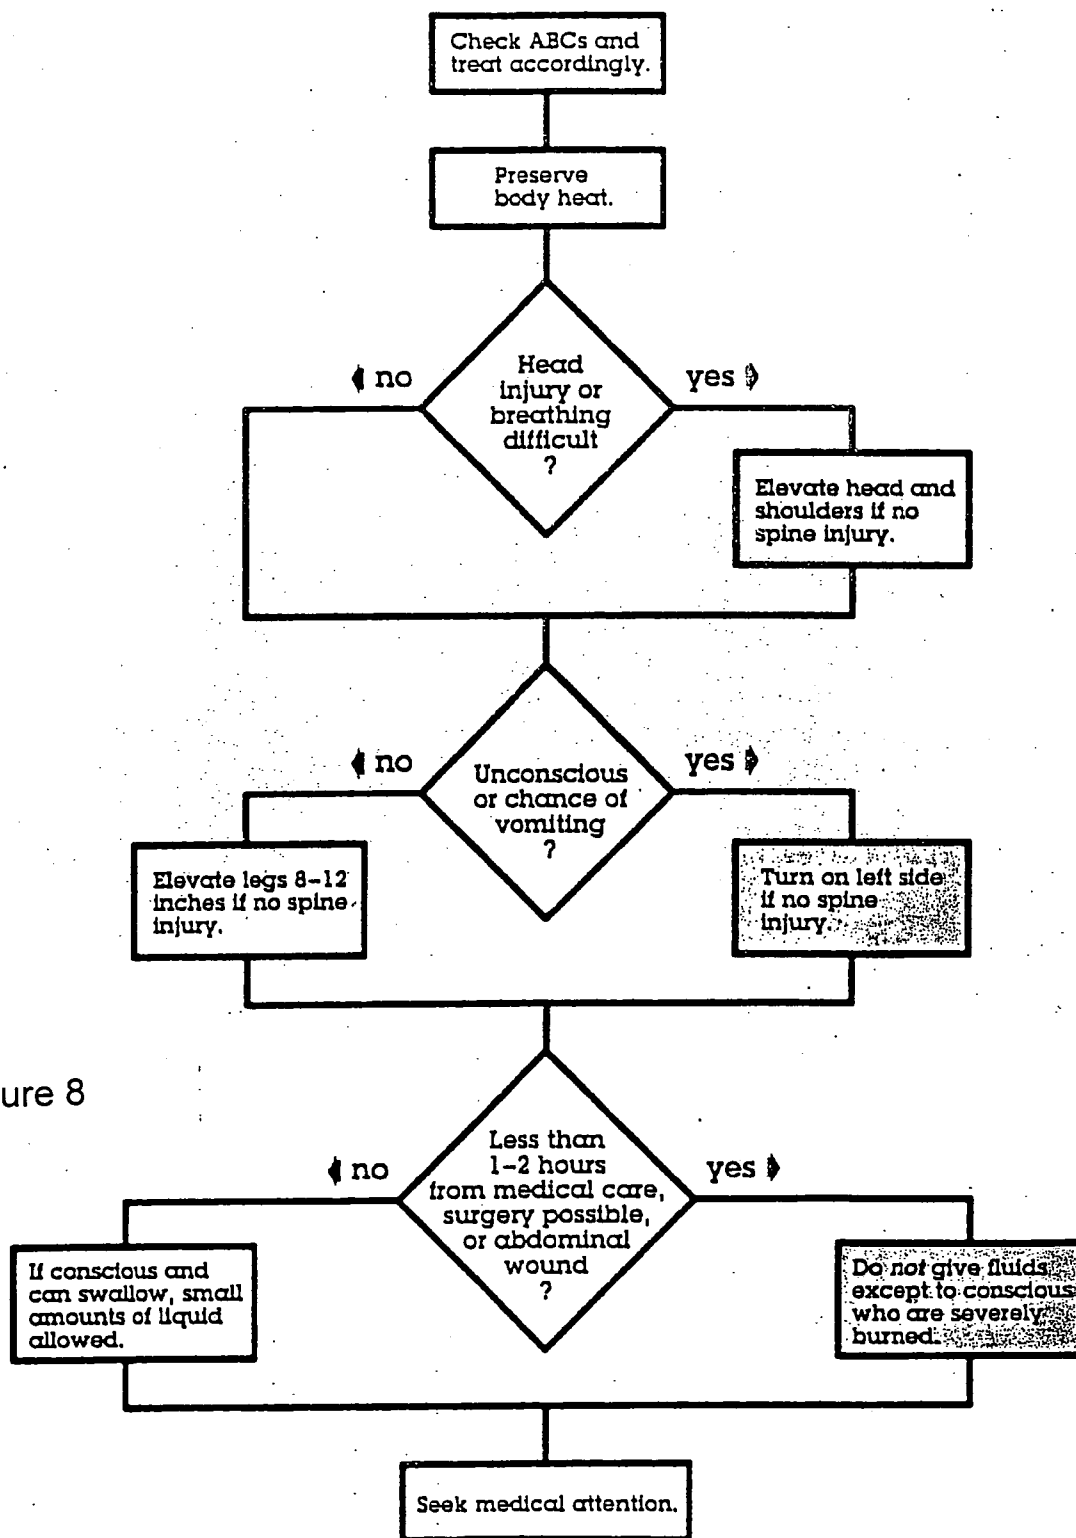 Check ABCs and
treat accordingly.
Preserve
body heat.
Head
injury or
breathing
difficult
?
no
yes
Elevate head and
shoulders if no
spine injury.
Unconscious
or chance of
vomiting
?
no
yes
Elevate legs 8–12
inches if no spine
injury.
Turn on left side
if no spine
injury.
ure 8
Less than
1–2 hours
from medical care,
surgery possible,
or abdominal
wound
?
no
yes
If conscious and
can swallow, small
amounts of liquid
allowed.
Do not give fluids
except to conscious
who are severely
burned.
Seek medical attention.